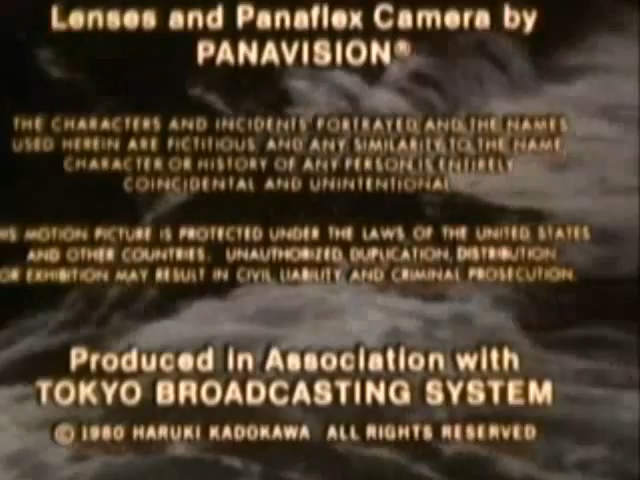 Lenses and Panaflex Camera by
PANAVISION®
THE CHARACTERS AND INCIDENTS PORTRAYED AND THE NAMES
USED HEREIN ARE FICTITIOUS AND ANY SIMILARITY TO THE NAME
CHARACTER OR HISTORY OF ANY PERSON IS ENTIRELY
COINCIDENTAL AND UNINTENTIONAL
IS MOTION PICTURE IS PROTECTED UNDER THE LAWS OF THE UNITED STATES
AND OTHER COUNTRIES. UNAUTHORIZED DUPLICATION, DISTRIBUTION
OR EXHIBITION MAY RESULT IN CIVIL LIABILITY AND CRIMINAL PROSECUTION.
Produced in Association with
TOKYO BROADCASTING SYSTEM
© 1980 HARUKI KADOKAWA ALL RIGHTS RESERVED